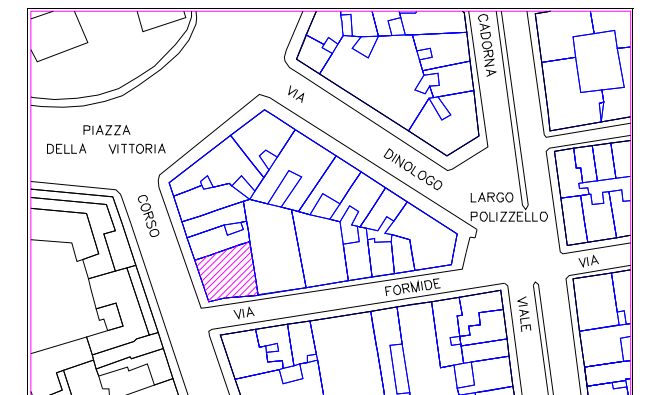 CADORNA
VIA
PIAZZA
DELLA VITTORIA
DINOLOGO
CORSO
LARGO
POLIZZELLO
VIA
FORMIDE
VIA
VIALE